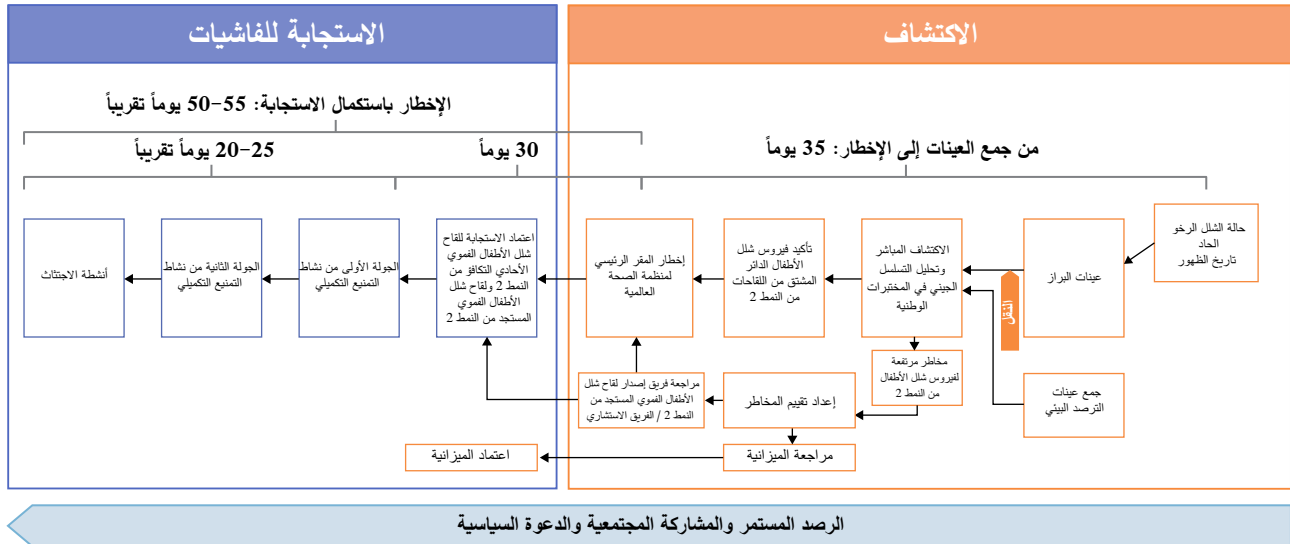 الاكتشاف
الاستجابة للفاشيات
الإخطار باستكمال الاستجابة: 55-50 يوماً تقريباً
من جمع العينات إلى الإخطار: 35 يوماً
30 يوماً
25-20 يوماً تقريباً
حالة الشلل الرخو
الحاد
تاريخ الظهور
عينات البراز
النقل
جمع عينات
الترصد البيئي
الاكتشاف المباشر
وتحليل التسلسل
الجيني في المختبرات
الوطنية
تأكيد فيروس شلل
الأطفال الدائر
المشتق من اللقاحات
من النمط 2
إخطار المقر الرئيسي
لمنظمة الصحة
العالمية
اعتماد الاستجابة للقاح
شلل الأطفال الفموي
الأحادي التكافؤ من
النمط 2 ولقاح شلل
الأطفال الفموي
المستجد من النمط 2
الجولة الأولى من نشاط
التمنيع التكميلي
الجولة الثانية من نشاط
التمنيع التكميلي
أنشطة الاجتثاث
مخاطر مرتفعة
لفيروس شلل الأطفال
من النمط 2
إعداد تقييم المخاطر
مراجعة فريق إصدار لقاح شلل
الأطفال الفموي المستجد من
النمط 2 / الفريق الاستشاري
مراجعة الميزانية
اعتماد الميزانية
الرصد المستمر والمشاركة المجتمعية والدعوة السياسية